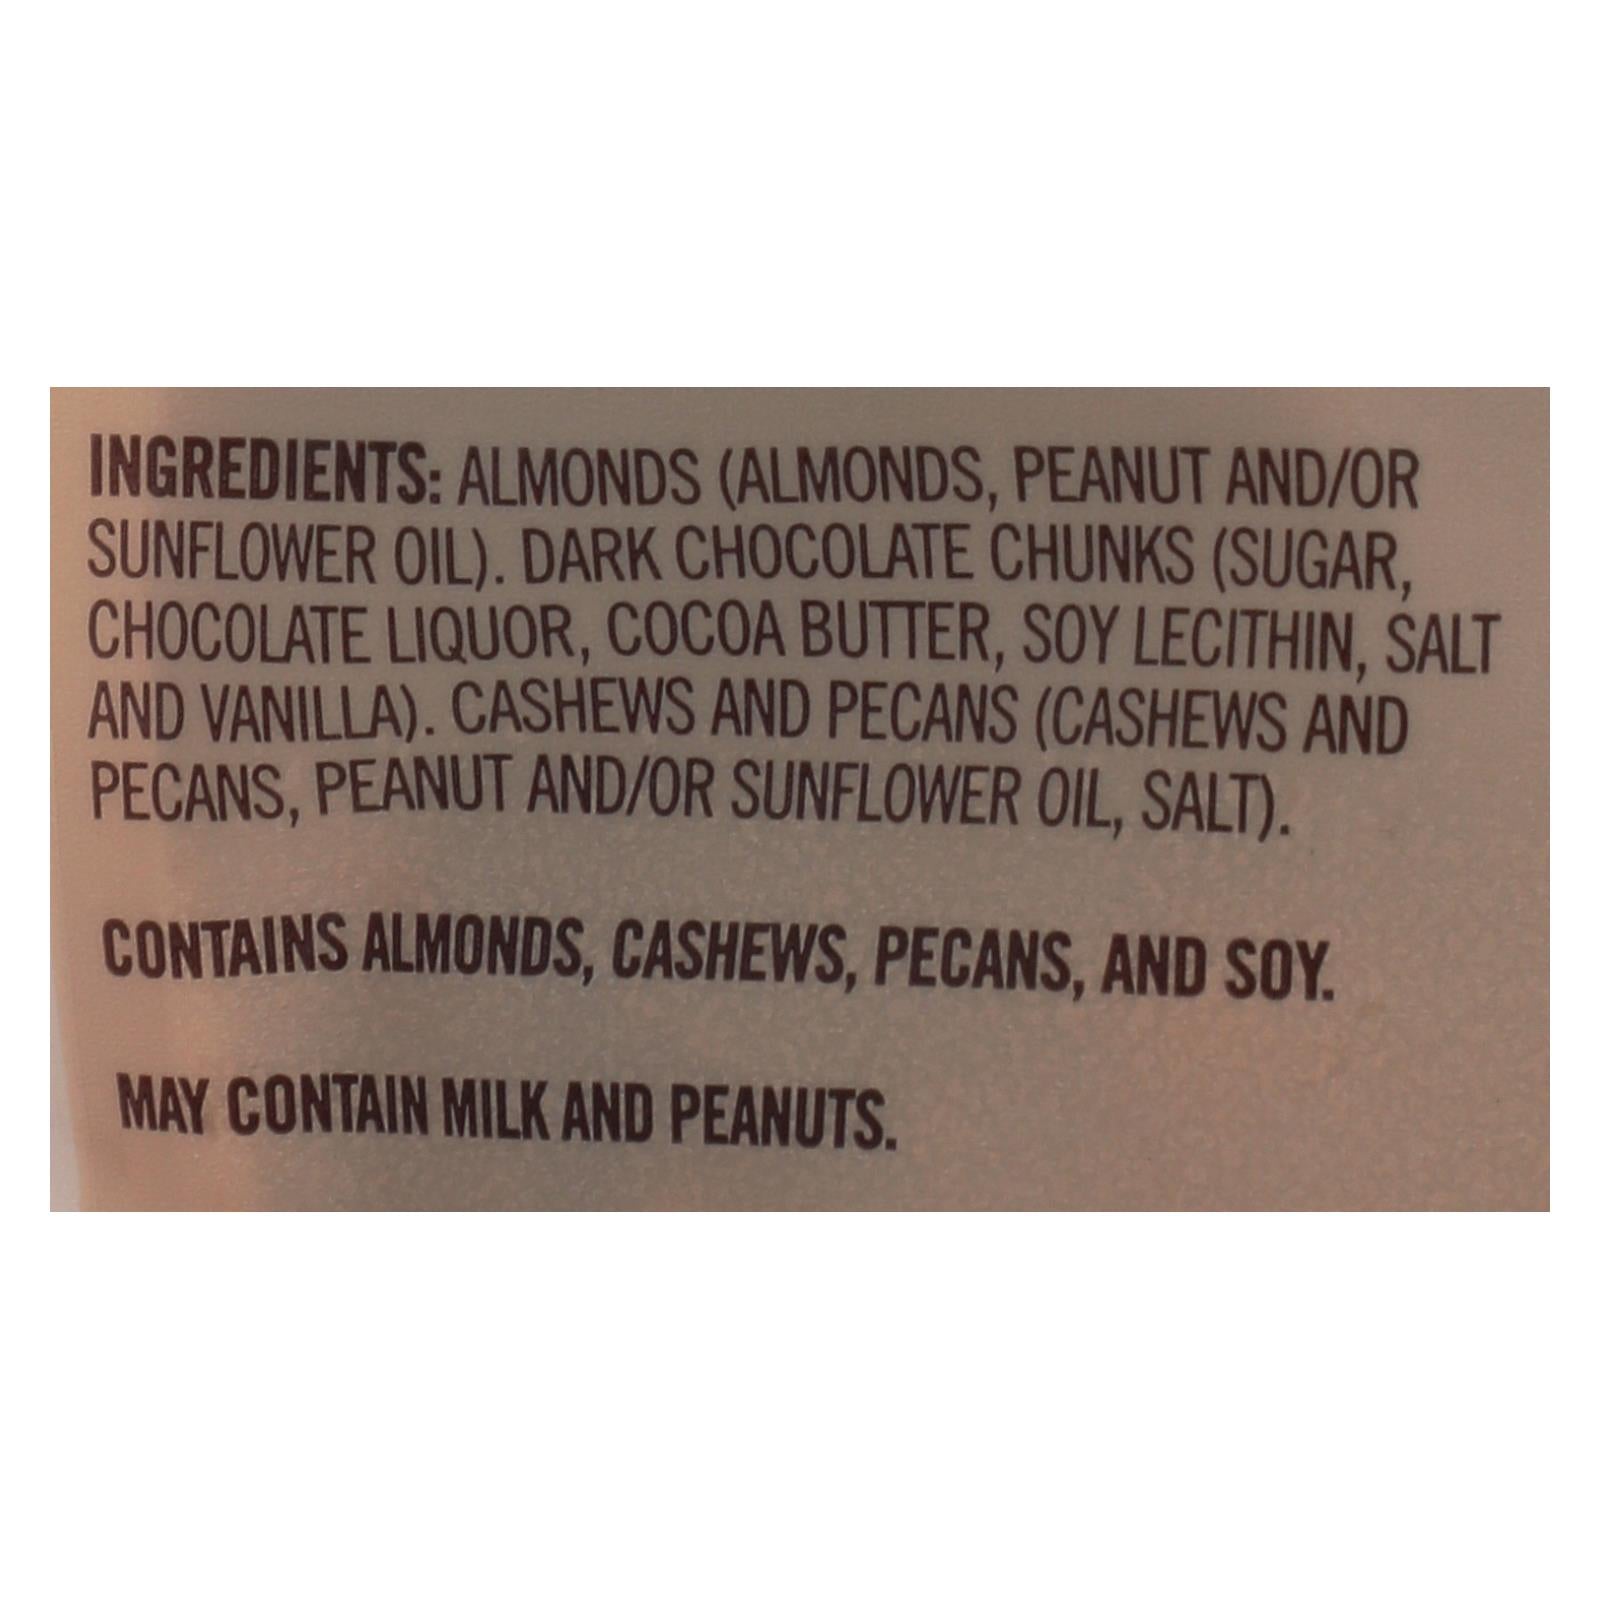 INGREDIENTS: ALMONDS (ALMONDS, PEANUT AND/OR
SUNFLOWER OIL). DARK CHOCOLATE CHUNKS (SUGAR,
CHOCOLATE LIQUOR, COCOA BUTTER, SOY LECITHIN, SALT
AND VANILLA). CASHEWS AND PECANS (CASHEWS AND
PECANS, PEANUT AND/OR SUNFLOWER OIL, SALT).
CONTAINS ALMONDS, CASHEWS, PECANS, AND SOY.
MAY CONTAIN MILK AND PEANUTS.